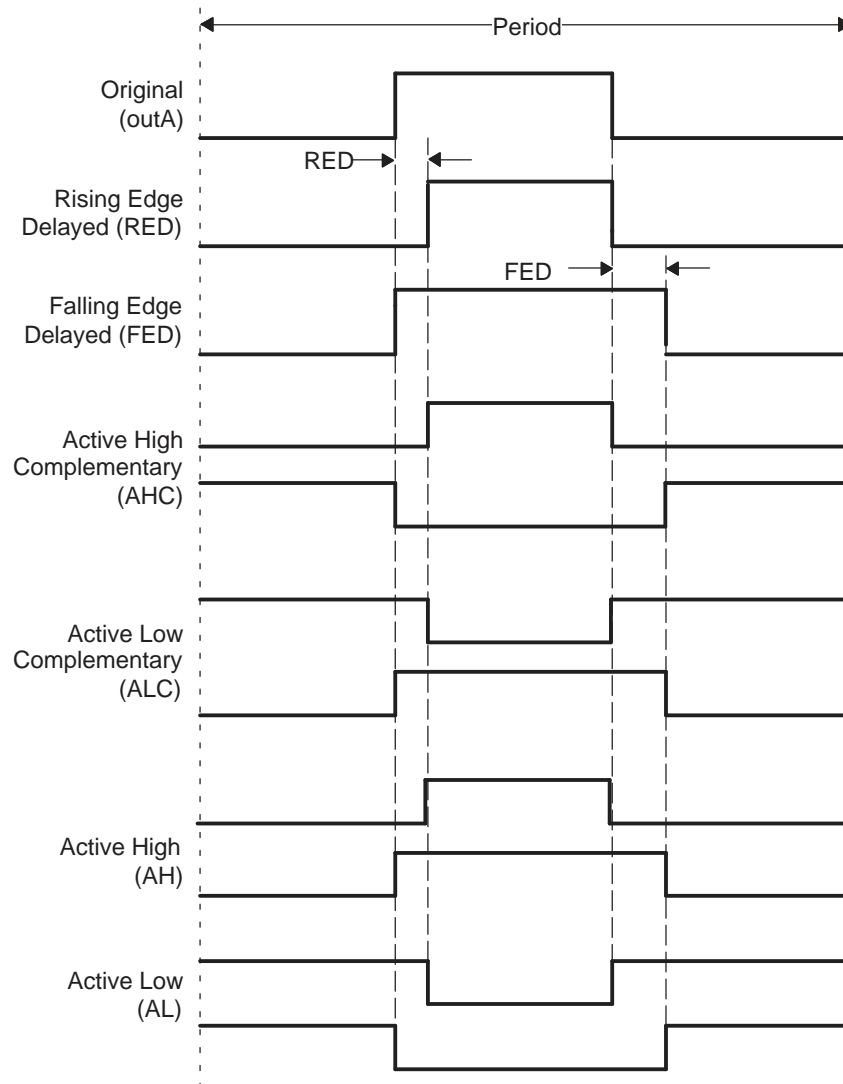 Period
Original
(outA)
RED
Rising Edge
Delayed (RED)
FED
Falling Edge
Delayed (FED)
Active High
Complementary
(AHC)
Active Low
Complementary
(ALC)
Active High
(AH)
Active Low
(AL)